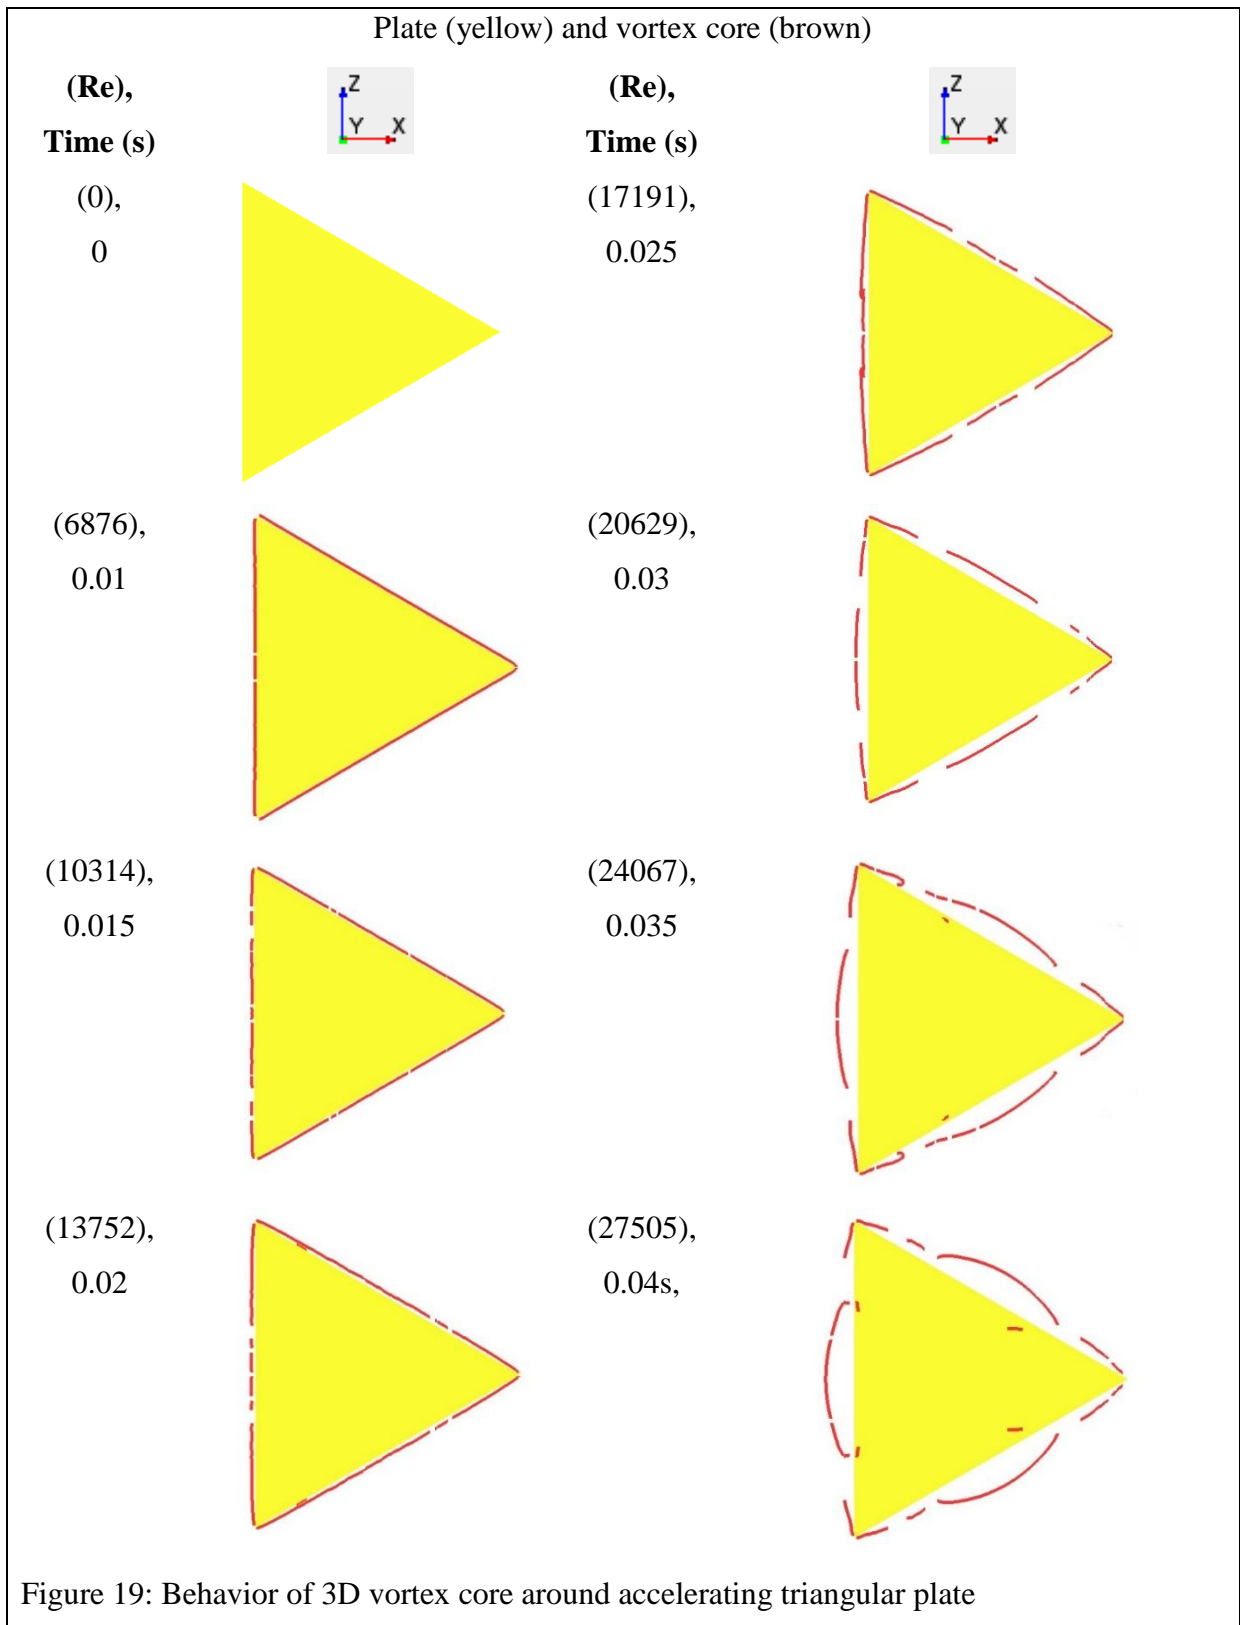 Plate (yellow) and vortex core (brown)
(Re),
Time (s)
Z
Y X
(Re),
Time (s)
Z
Y X
(0),
0
(17191),
0.025
(6876),
0.01
(20629),
0.03
(10314),
0.015
(24067),
0.035
(13752),
0.02
(27505),
0.04s,
Figure 19: Behavior of 3D vortex core around accelerating triangular plate